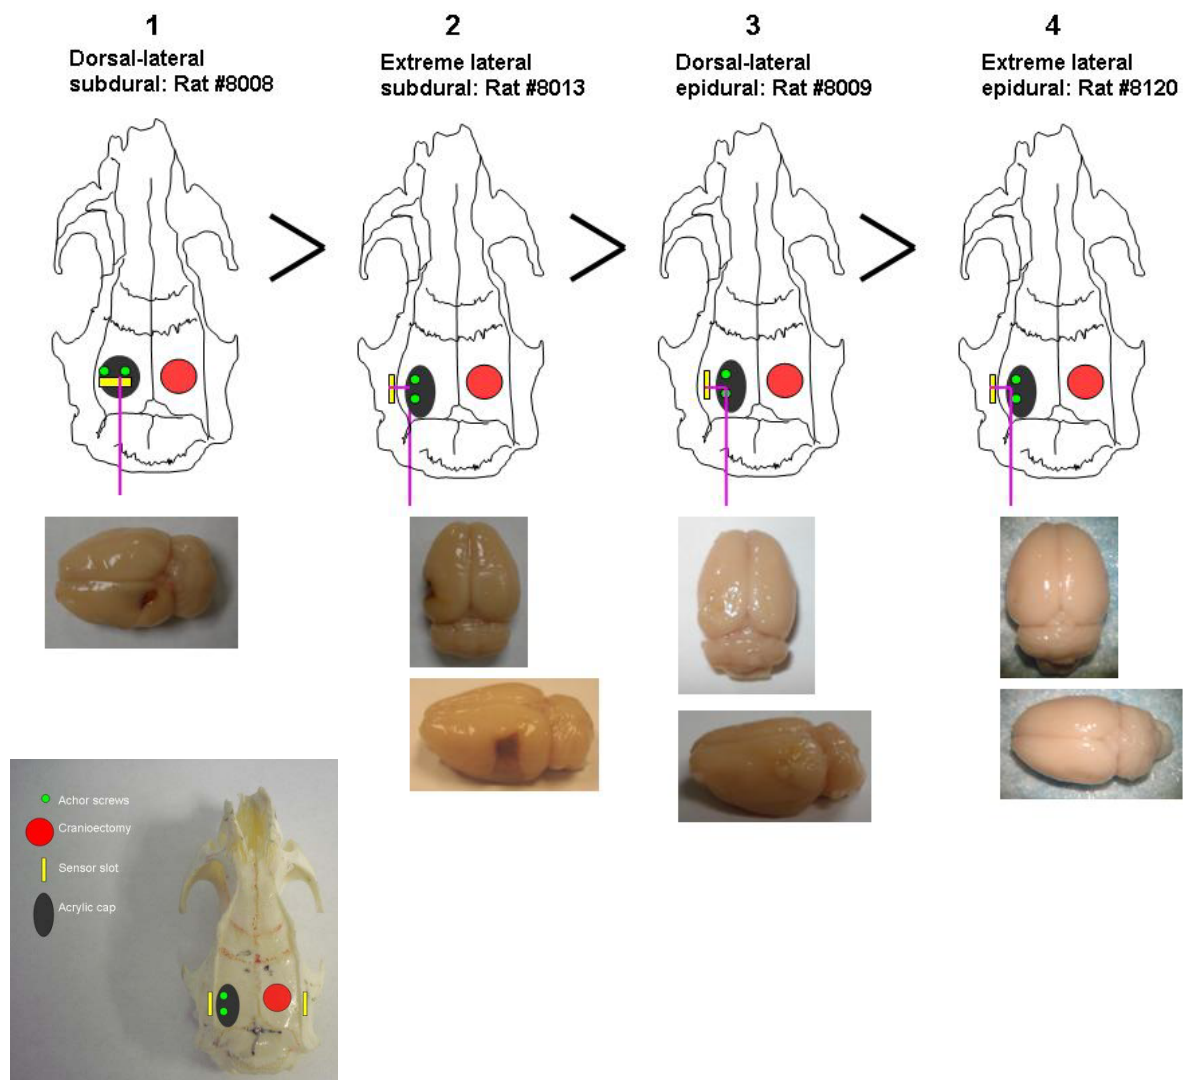 1
Dorsal-lateral
subdural: Rat #8008
2
Extreme lateral
subdural: Rat #8013
3
Dorsal-lateral
epidural: Rat #8009
4
Extreme lateral
epidural: Rat #8120
Achor screws
Cranioectomy
Sensor slot
Acrylic cap